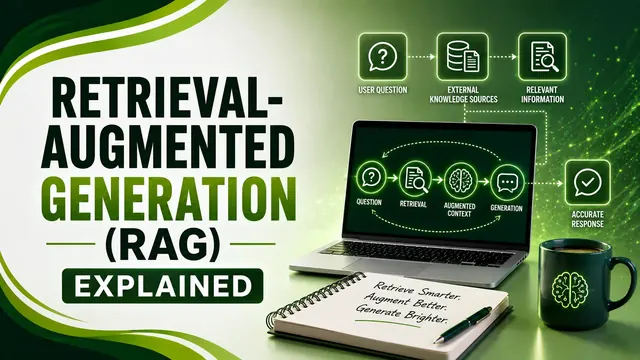 RETRIEVAL-
AUGMENTED
GENERATION
(RAG)
EXPLAINED
USER QUESTION
EXTERNAL
KNOWLEDGE SOURCES
RELEVANT
INFORMATION
QUESTION
RETRIEVAL
AUGMENTED
CONTEXT
GENERATION
ACCURATE
RESPONSE
Retrieve Smarter.
Augment Better.
Generate Brighter.